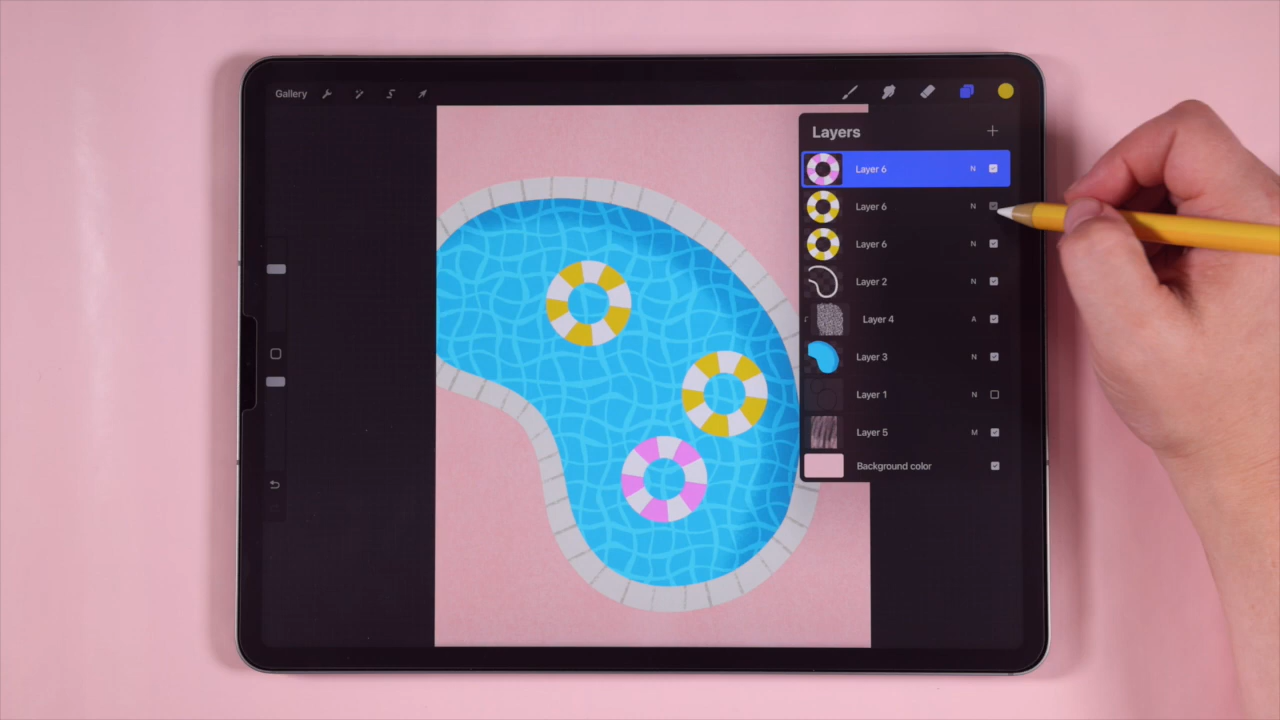 Gallery
Layers
Layer 6 N
Layer 6 N
Layer 6 N
Layer 2 N
Layer 4 A
Layer 3 N
Layer 1 N
Layer 5 M
Background color